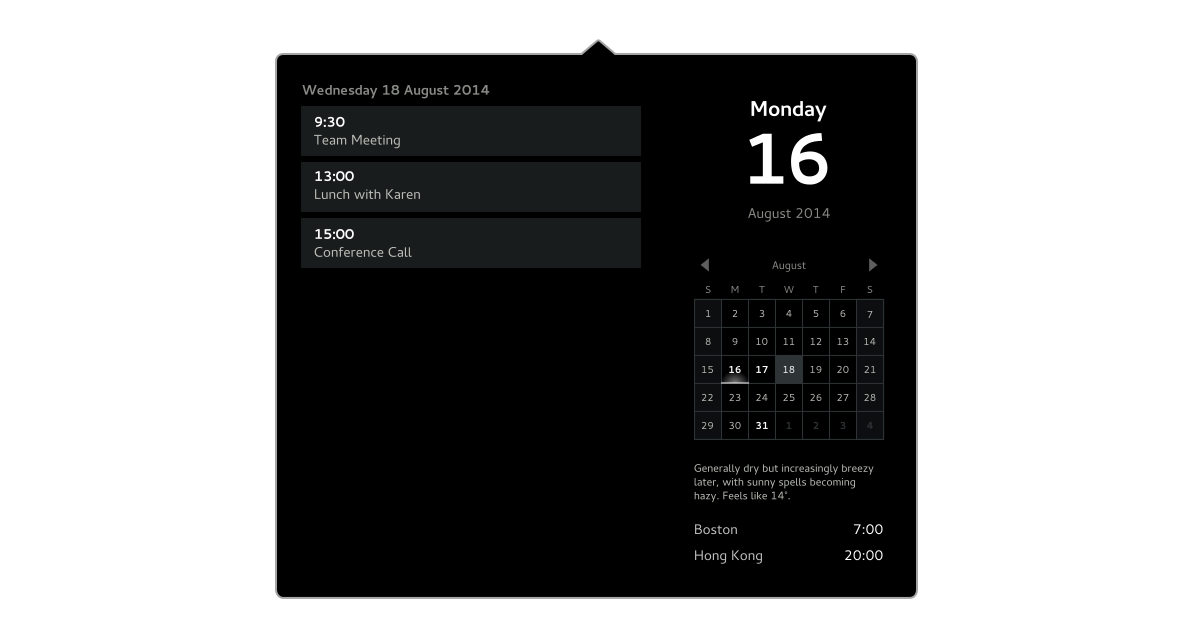 Wednesday 18 August 2014
9:30
Team Meeting
13:00
Lunch with Karen
15:00
Conference Call
Monday
16
August 2014
August
S M T W T F S
1 2 3 4 5 6 7
8 9 10 11 12 13 14
15 16 17 18 19 20 21
22 23 24 25 26 27 28
29 30 31 1 2 3 4
Generally dry but increasingly breezy
later, with sunny spells becoming
hazy. Feels like 14°.
Boston 7:00
Hong Kong 20:00